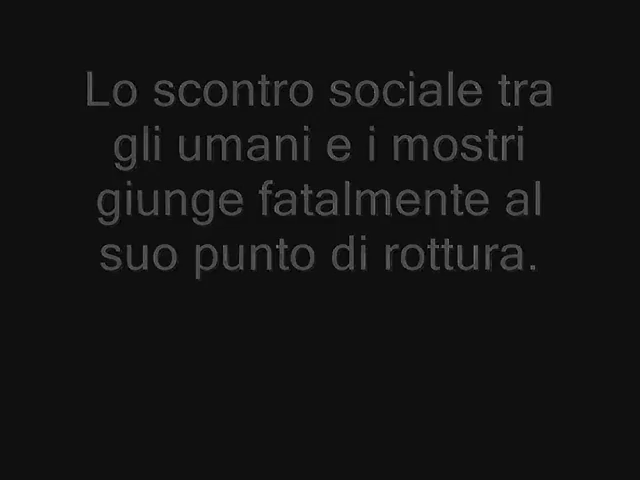 Lo scontro sociale tra
gli umani e i mostri
giunge fatalmente al
suo punto di rottura.